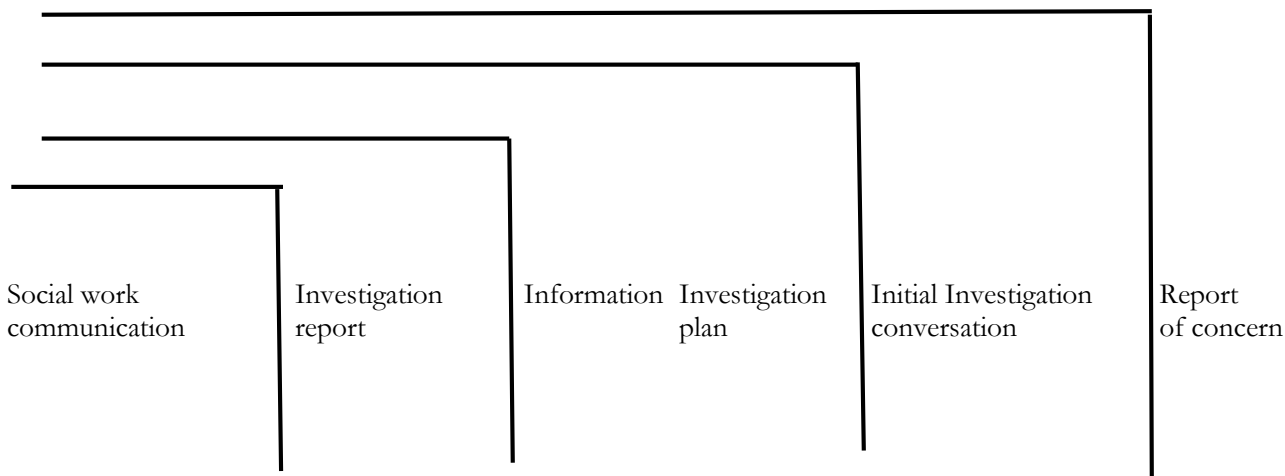 Social work
communication
Investigation
report
Information
Investigation
plan
Initial Investigation
conversation
Report
of concern